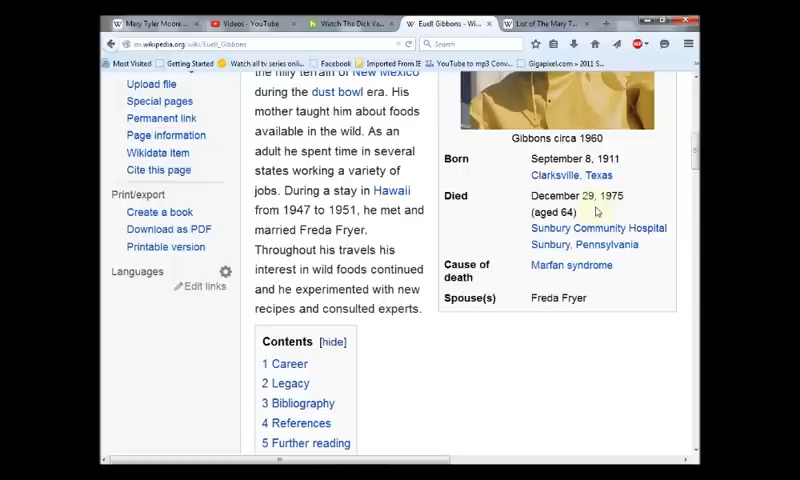 Mary Tyler Moore ...
Videos - YouTube
Watch The Dick Va...
Euell Gibbons - Wi...
List of The Mary T...
en.wikipedia.org/wiki/Euell_Gibbons
Search
Most Visited
Getting Started
Watch all tv series onlin...
Facebook
Imported From IE
YouTube to mp3 Conv...
Gigapixel.com » 2011 S...
Upload file
Special pages
Permanent link
Page information
Wikidata item
Cite this page
Print/export
Create a book
Download as PDF
Printable version
Languages
Edit links
the hilly terrain of New Mexico
during the dust bowl era. His
mother taught him about foods
available in the wild. As an
adult he spent time in several
states working a variety of
jobs. During a stay in Hawaii
from 1947 to 1951, he met and
married Freda Fryer.
Throughout his travels his
interest in wild foods continued
and he experimented with new
recipes and consulted experts.
Contents [hide]
1 Career
2 Legacy
3 Bibliography
4 References
5 Further reading
Gibbons circa 1960
Born September 8, 1911
Clarksville, Texas
Died December 29, 1975
(aged 64)
Sunbury Community Hospital
Sunbury, Pennsylvania
Cause of Marfan syndrome
death
Spouse(s) Freda Fryer